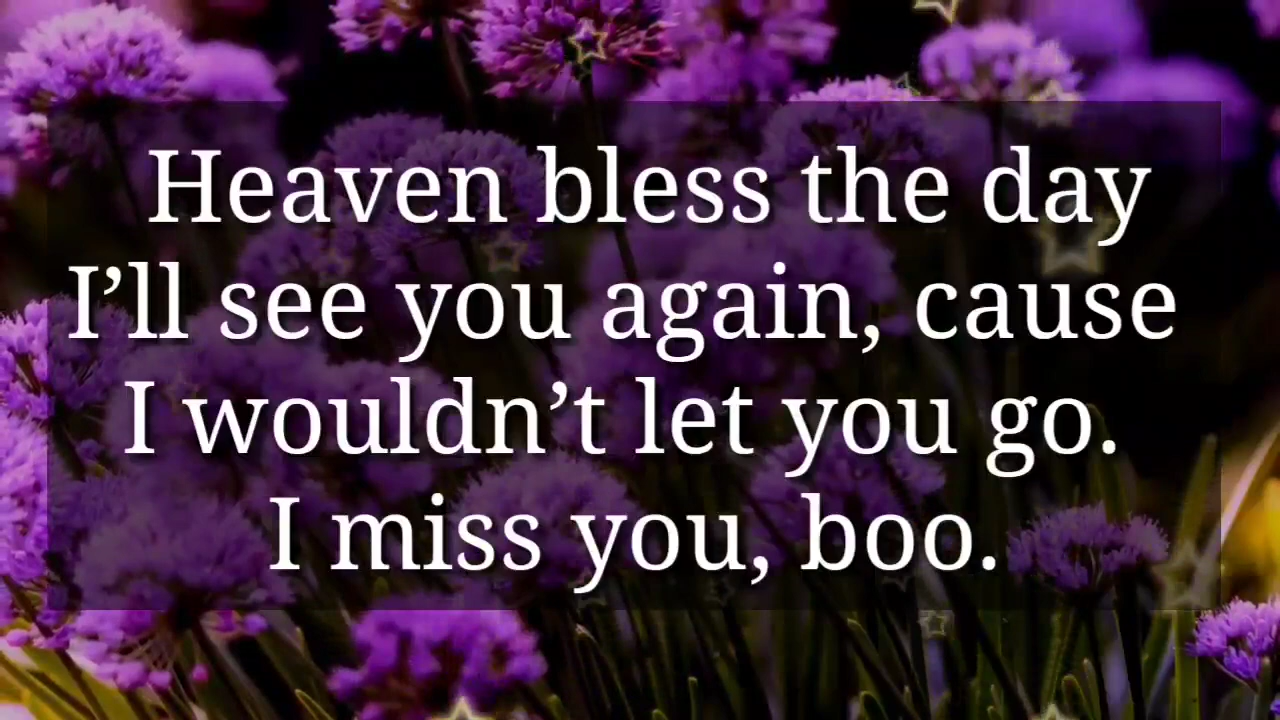 Heaven bless the day
I’ll see you again, cause
I wouldn’t let you go.
I miss you, boo.